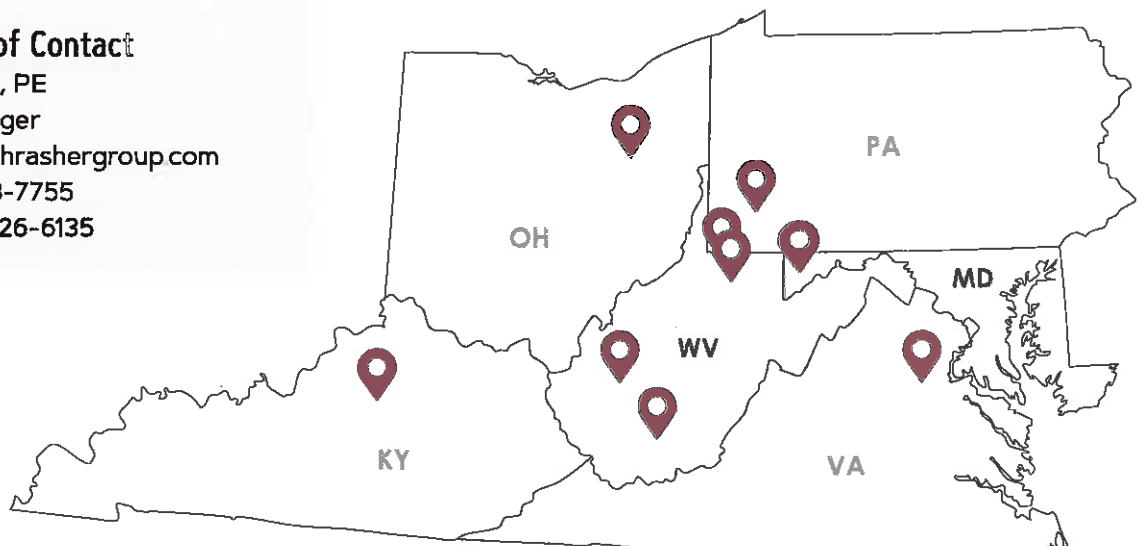 of Contact
, PE
ger
hrashergroup.com
-7755
26-6135
PA
OH
MD
WV
KY
VA